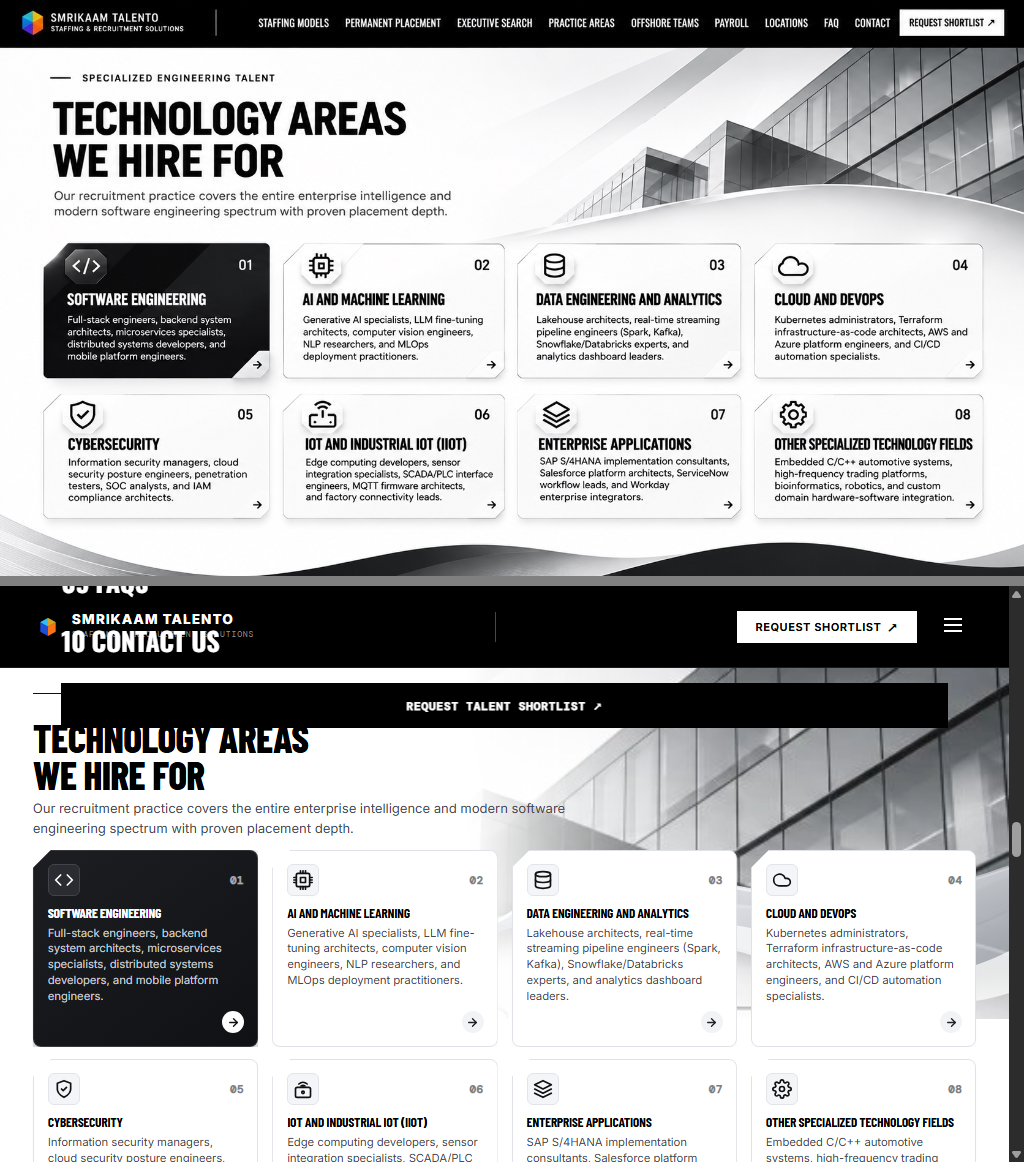 SMRIKAAM TALENTO
STAFFING & RECRUITMENT SOLUTIONS
STAFFING MODELS PERMANENT PLACEMENT EXECUTIVE SEARCH PRACTICE AREAS OFFSHORE TEAMS PAYROLL LOCATIONS FAQ CONTACT REQUEST SHORTLIST ↗
SPECIALIZED ENGINEERING TALENT
TECHNOLOGY AREAS
WE HIRE FOR
Our recruitment practice covers the entire enterprise intelligence and
modern software engineering spectrum with proven placement depth.
01
SOFTWARE ENGINEERING
Full-stack engineers, backend system
architects, microservices specialists,
distributed systems developers, and
mobile platform engineers.
02
AI AND MACHINE LEARNING
Generative AI specialists, LLM fine-tuning
architects, computer vision engineers,
NLP researchers, and MLOps
deployment practitioners.
03
DATA ENGINEERING AND ANALYTICS
Lakehouse architects, real-time streaming
pipeline engineers (Spark, Kafka),
Snowflake/Databricks experts, and
analytics dashboard leaders.
04
CLOUD AND DEVOPS
Kubernetes administrators, Terraform
infrastructure-as-code architects, AWS and
Azure platform engineers, and CI/CD
automation specialists.
05
CYBERSECURITY
Information security managers, cloud
security posture engineers, penetration
testers, SOC analysts, and IAM
compliance architects.
06
IOT AND INDUSTRIAL IOT (IIOT)
Edge computing developers, sensor
integration specialists, SCADA/PLC interface
engineers, MQTT firmware architects,
and factory connectivity leads.
07
ENTERPRISE APPLICATIONS
SAP S/4HANA implementation consultants,
Salesforce platform architects, ServiceNow
workflow leads, and Workday
enterprise integrators.
08
OTHER SPECIALIZED TECHNOLOGY FIELDS
Embedded C/C++ automotive systems,
high-frequency trading platforms,
bioinformatics, robotics, and custom
domain hardware-software integration.
FAQS
SMRIKAAM TALENTO
10 CONTACT US
REQUEST SHORTLIST ↗
REQUEST TALENT SHORTLIST ↗
TECHNOLOGY AREAS
WE HIRE FOR
Our recruitment practice covers the entire enterprise intelligence and modern software
engineering spectrum with proven placement depth.
01
SOFTWARE ENGINEERING
Full-stack engineers, backend
system architects, microservices
specialists, distributed systems
developers, and mobile platform
engineers.
02
AI AND MACHINE LEARNING
Generative AI specialists, LLM fine-
tuning architects, computer vision
engineers, NLP researchers, and
MLOps deployment practitioners.
03
DATA ENGINEERING AND ANALYTICS
Lakehouse architects, real-time
streaming pipeline engineers (Spark,
Kafka), Snowflake/Databricks
experts, and analytics dashboard
leaders.
04
CLOUD AND DEVOPS
Kubernetes administrators,
Terraform infrastructure-as-code
architects, AWS and Azure platform
engineers, and CI/CD automation
specialists.
05
CYBERSECURITY
Information security managers,
cloud security posture engineers,
06
IOT AND INDUSTRIAL IOT (IIOT)
Edge computing developers, sensor
integration specialists, SCADA/PLC
07
ENTERPRISE APPLICATIONS
SAP S/4HANA implementation
consultants, Salesforce platform
08
OTHER SPECIALIZED TECHNOLOGY FIELDS
Embedded C/C++ automotive
systems, high-frequency trading